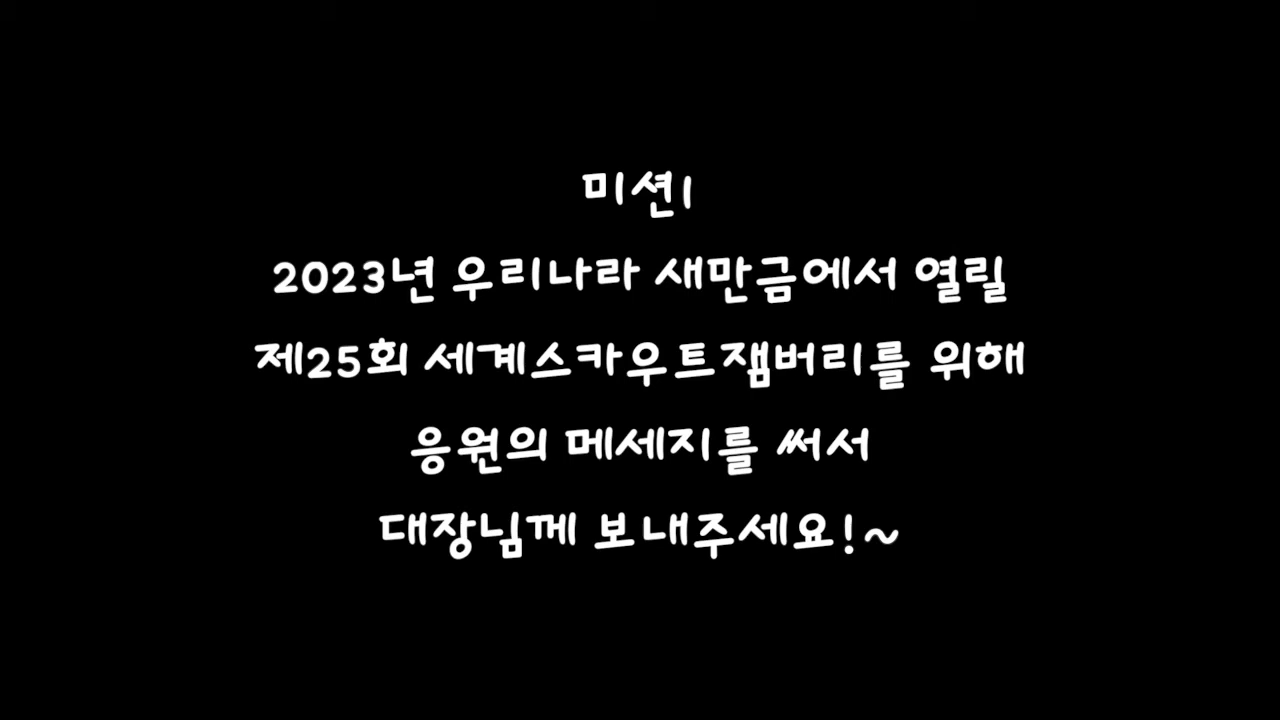 미션1
2023년 우리나라 새만금에서 열릴
제25회 세계스카우트잼버리를 위해
응원의 메세지를 써서
대장님께 보내주세요!~